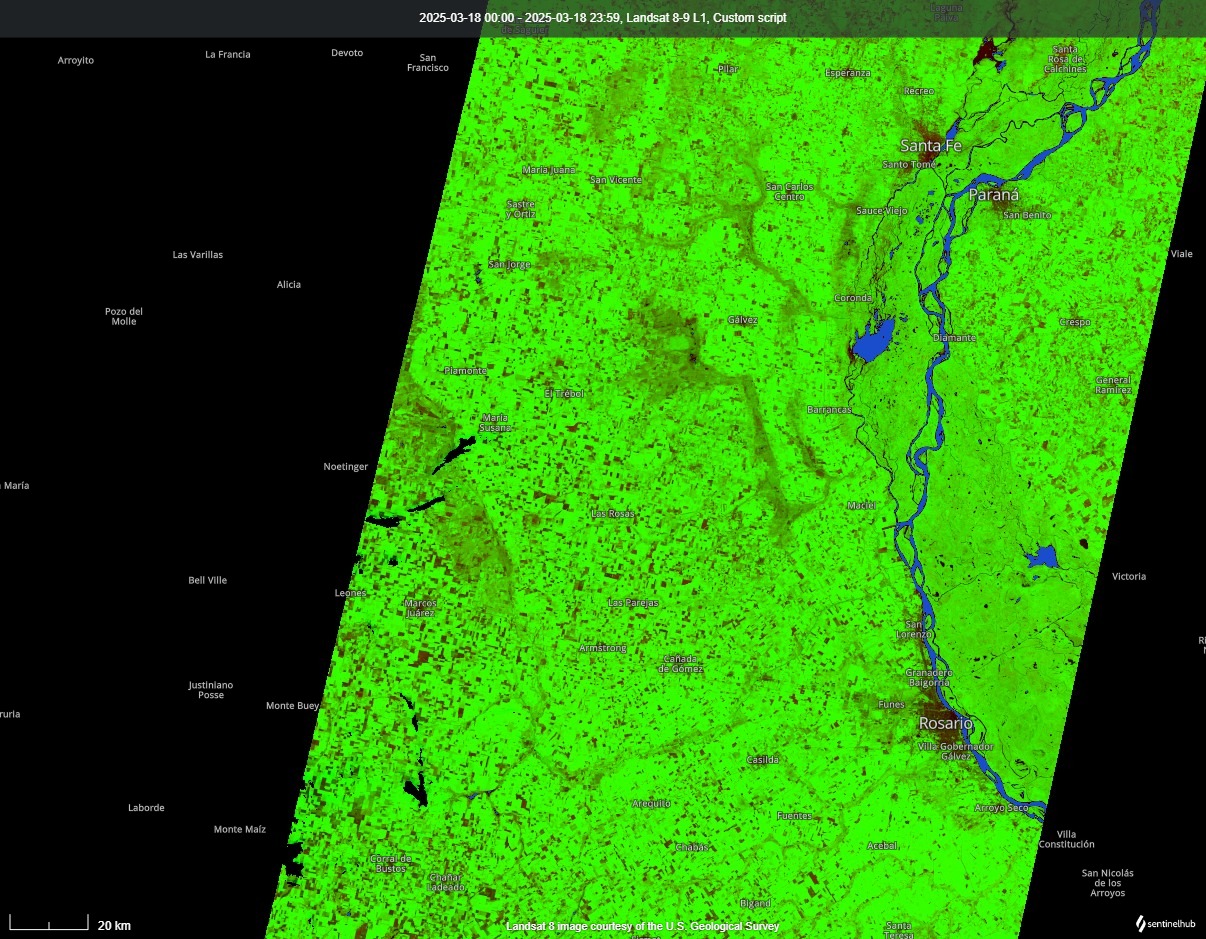 2025-03-18 00:00 - 2025-03-18 23:59, Landsat 8-9 L1, Custom script
Laguna
Paiva
Arroyito
La Francia
Devoto
San
Francisco
Pilar
Esperanza
Santa
Rosa de
Calchines
Recreo
Santa Fe
Santo Tomé
María Juana
San Vicente
San Carlos
Centro
Paraná
Sastre
y Ortiz
Sauce Viejo
San Benito
Las Varillas
Viale
San Jorge
Alicia
Coronda
Pozo del
Molle
Gálvez
Crespo
Diamante
Piamonte
General
Ramírez
El Trébol
Barrancas
María
Susana
Noetinger
María
Maciel
Las Rosas
Bell Ville
Victoria
Leones
Marcos
Juárez
Las Parejas
San
Lorenzo
Armstrong
Cañada
de Gómez
Granadero
Baigorria
Justiniano
Posse
Monte Buey
Funes
Rosario
Villa Gobernador
Gálvez
Casilda
Laborde
Arequito
Arroyo Seco
Fuentes
Monte Maíz
Villa
Constitución
Chabás
Acebal
Corral de
Bustos
Chañar
Ladeado
San Nicolás
de los
Arroyos
Bigand
20 km
Landsat 8 image courtesy of the U.S. Geological Survey
Santa
Teresa
sentinelhub